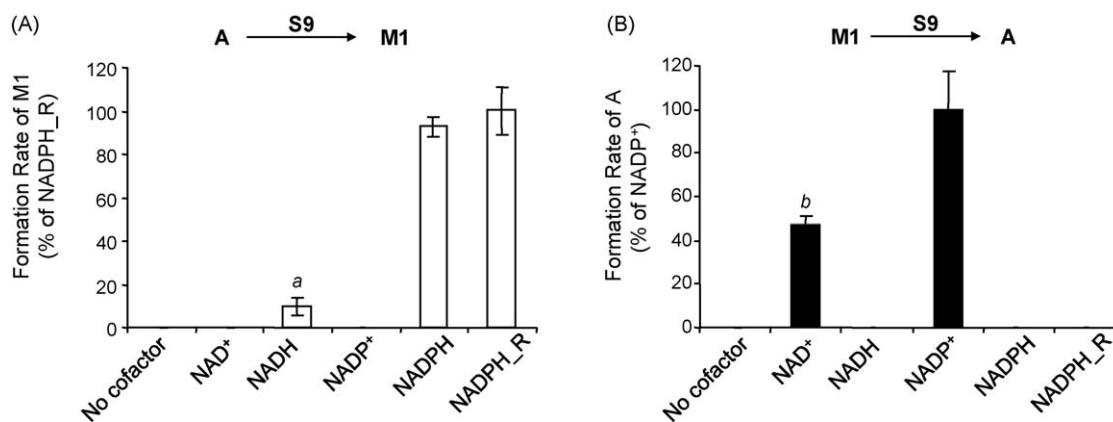 (A)
S9
A M1
Formation Rate of M1
(% of NADPH_R)
120
100
80
60
40
20
0
a
No cofactor
NAD⁺
NADH
NADP⁺
NADPH
NADPH_R
(B)
S9
M1 A
Formation Rate of A
(% of NADP⁺)
120
100
80
60
40
20
0
b
No cofactor
NAD⁺
NADH
NADP⁺
NADPH
NADPH_R